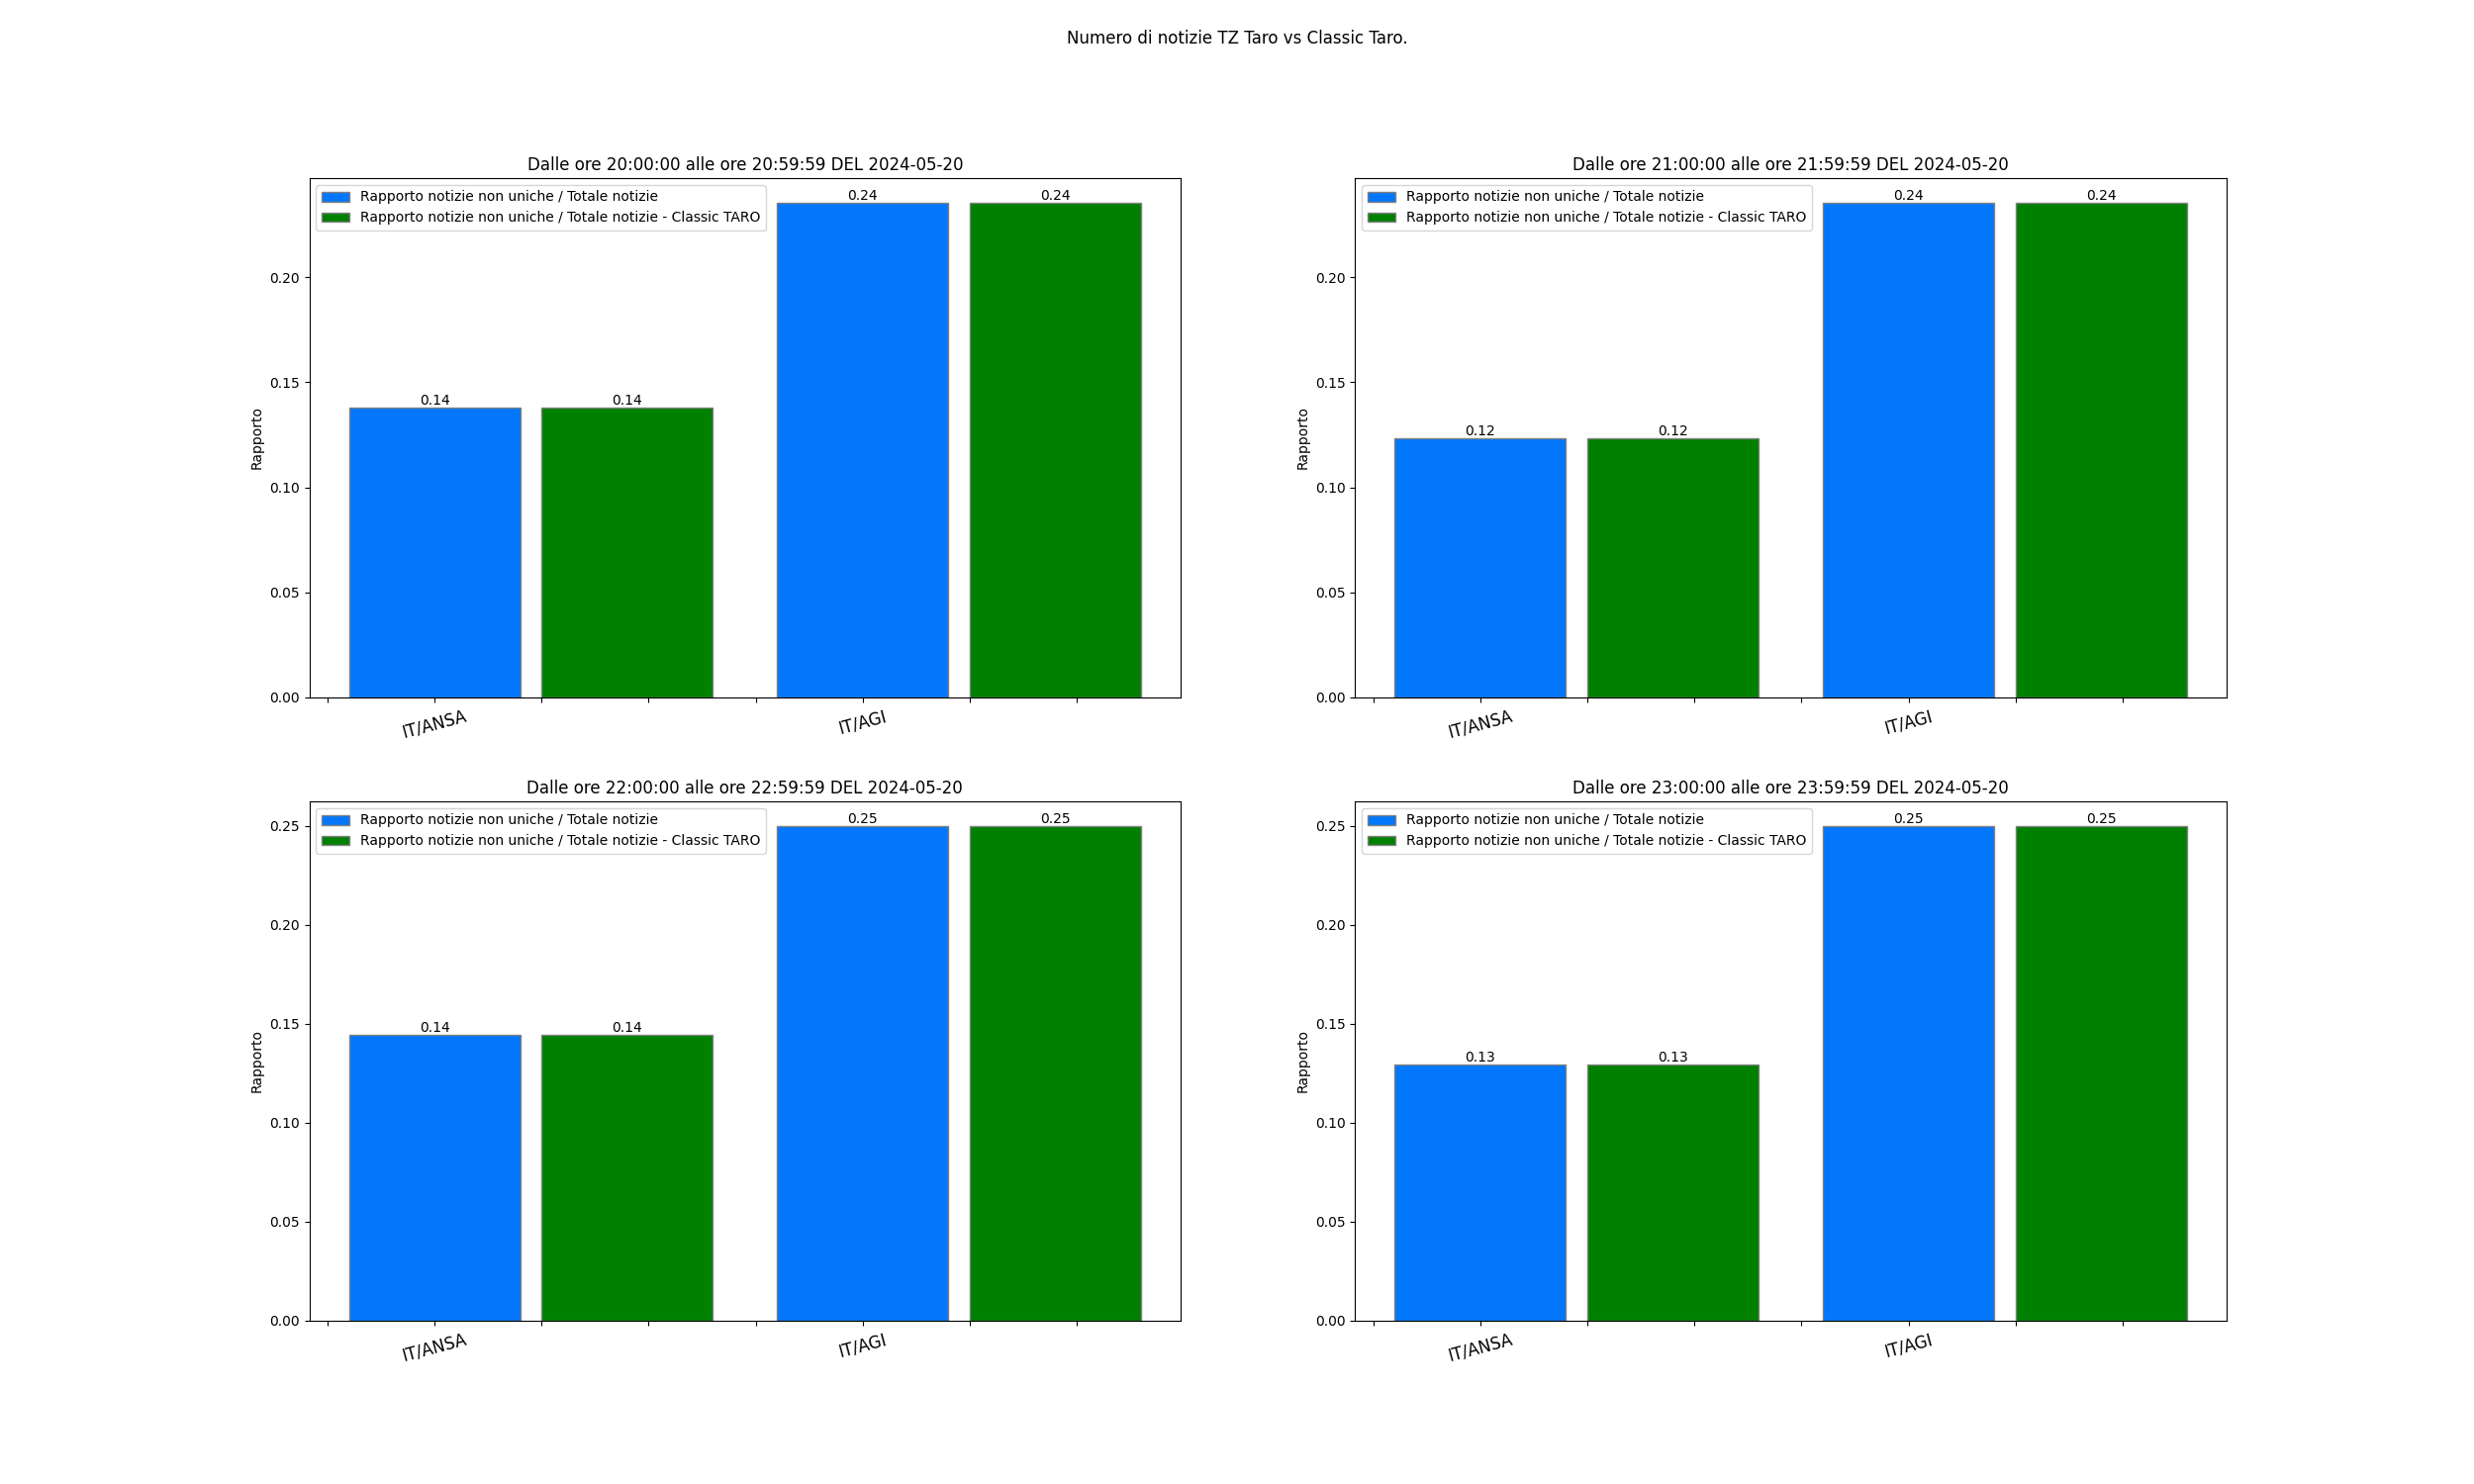 Numero di notizie TZ Taro vs Classic Taro.
Dalle ore 20:00:00 alle ore 20:59:59 DEL 2024-05-20
Rapporto notizie non uniche / Totale notizie
Rapporto notizie non uniche / Totale notizie - Classic TARO
0.24
0.24
0.20
0.15
0.14
0.14
Rapporto
0.10
0.05
0.00
IT/ANSA
IT/AGI
Dalle ore 21:00:00 alle ore 21:59:59 DEL 2024-05-20
Rapporto notizie non uniche / Totale notizie
Rapporto notizie non uniche / Totale notizie - Classic TARO
0.24
0.24
0.20
0.15
0.12
0.12
Rapporto
0.10
0.05
0.00
IT/ANSA
IT/AGI
Dalle ore 22:00:00 alle ore 22:59:59 DEL 2024-05-20
Rapporto notizie non uniche / Totale notizie
Rapporto notizie non uniche / Totale notizie - Classic TARO
0.25
0.25
0.25
0.20
0.15
0.14
0.14
Rapporto
0.10
0.05
0.00
IT/ANSA
IT/AGI
Dalle ore 23:00:00 alle ore 23:59:59 DEL 2024-05-20
Rapporto notizie non uniche / Totale notizie
Rapporto notizie non uniche / Totale notizie - Classic TARO
0.25
0.25
0.25
0.20
0.15
0.13
0.13
Rapporto
0.10
0.05
0.00
IT/ANSA
IT/AGI